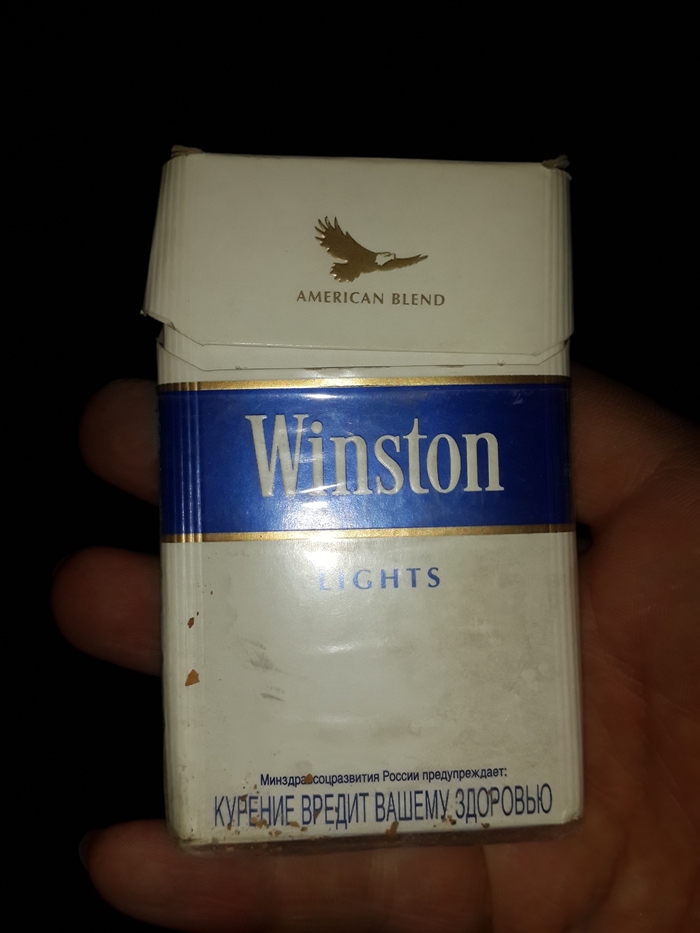 AMERICAN BLEND
Winston
LIGHTS
Минздравсоцразвития России предупреждает:
КУРЕНИЕ ВРЕДИТ ВАШЕМУ ЗДОРОВЬЮ